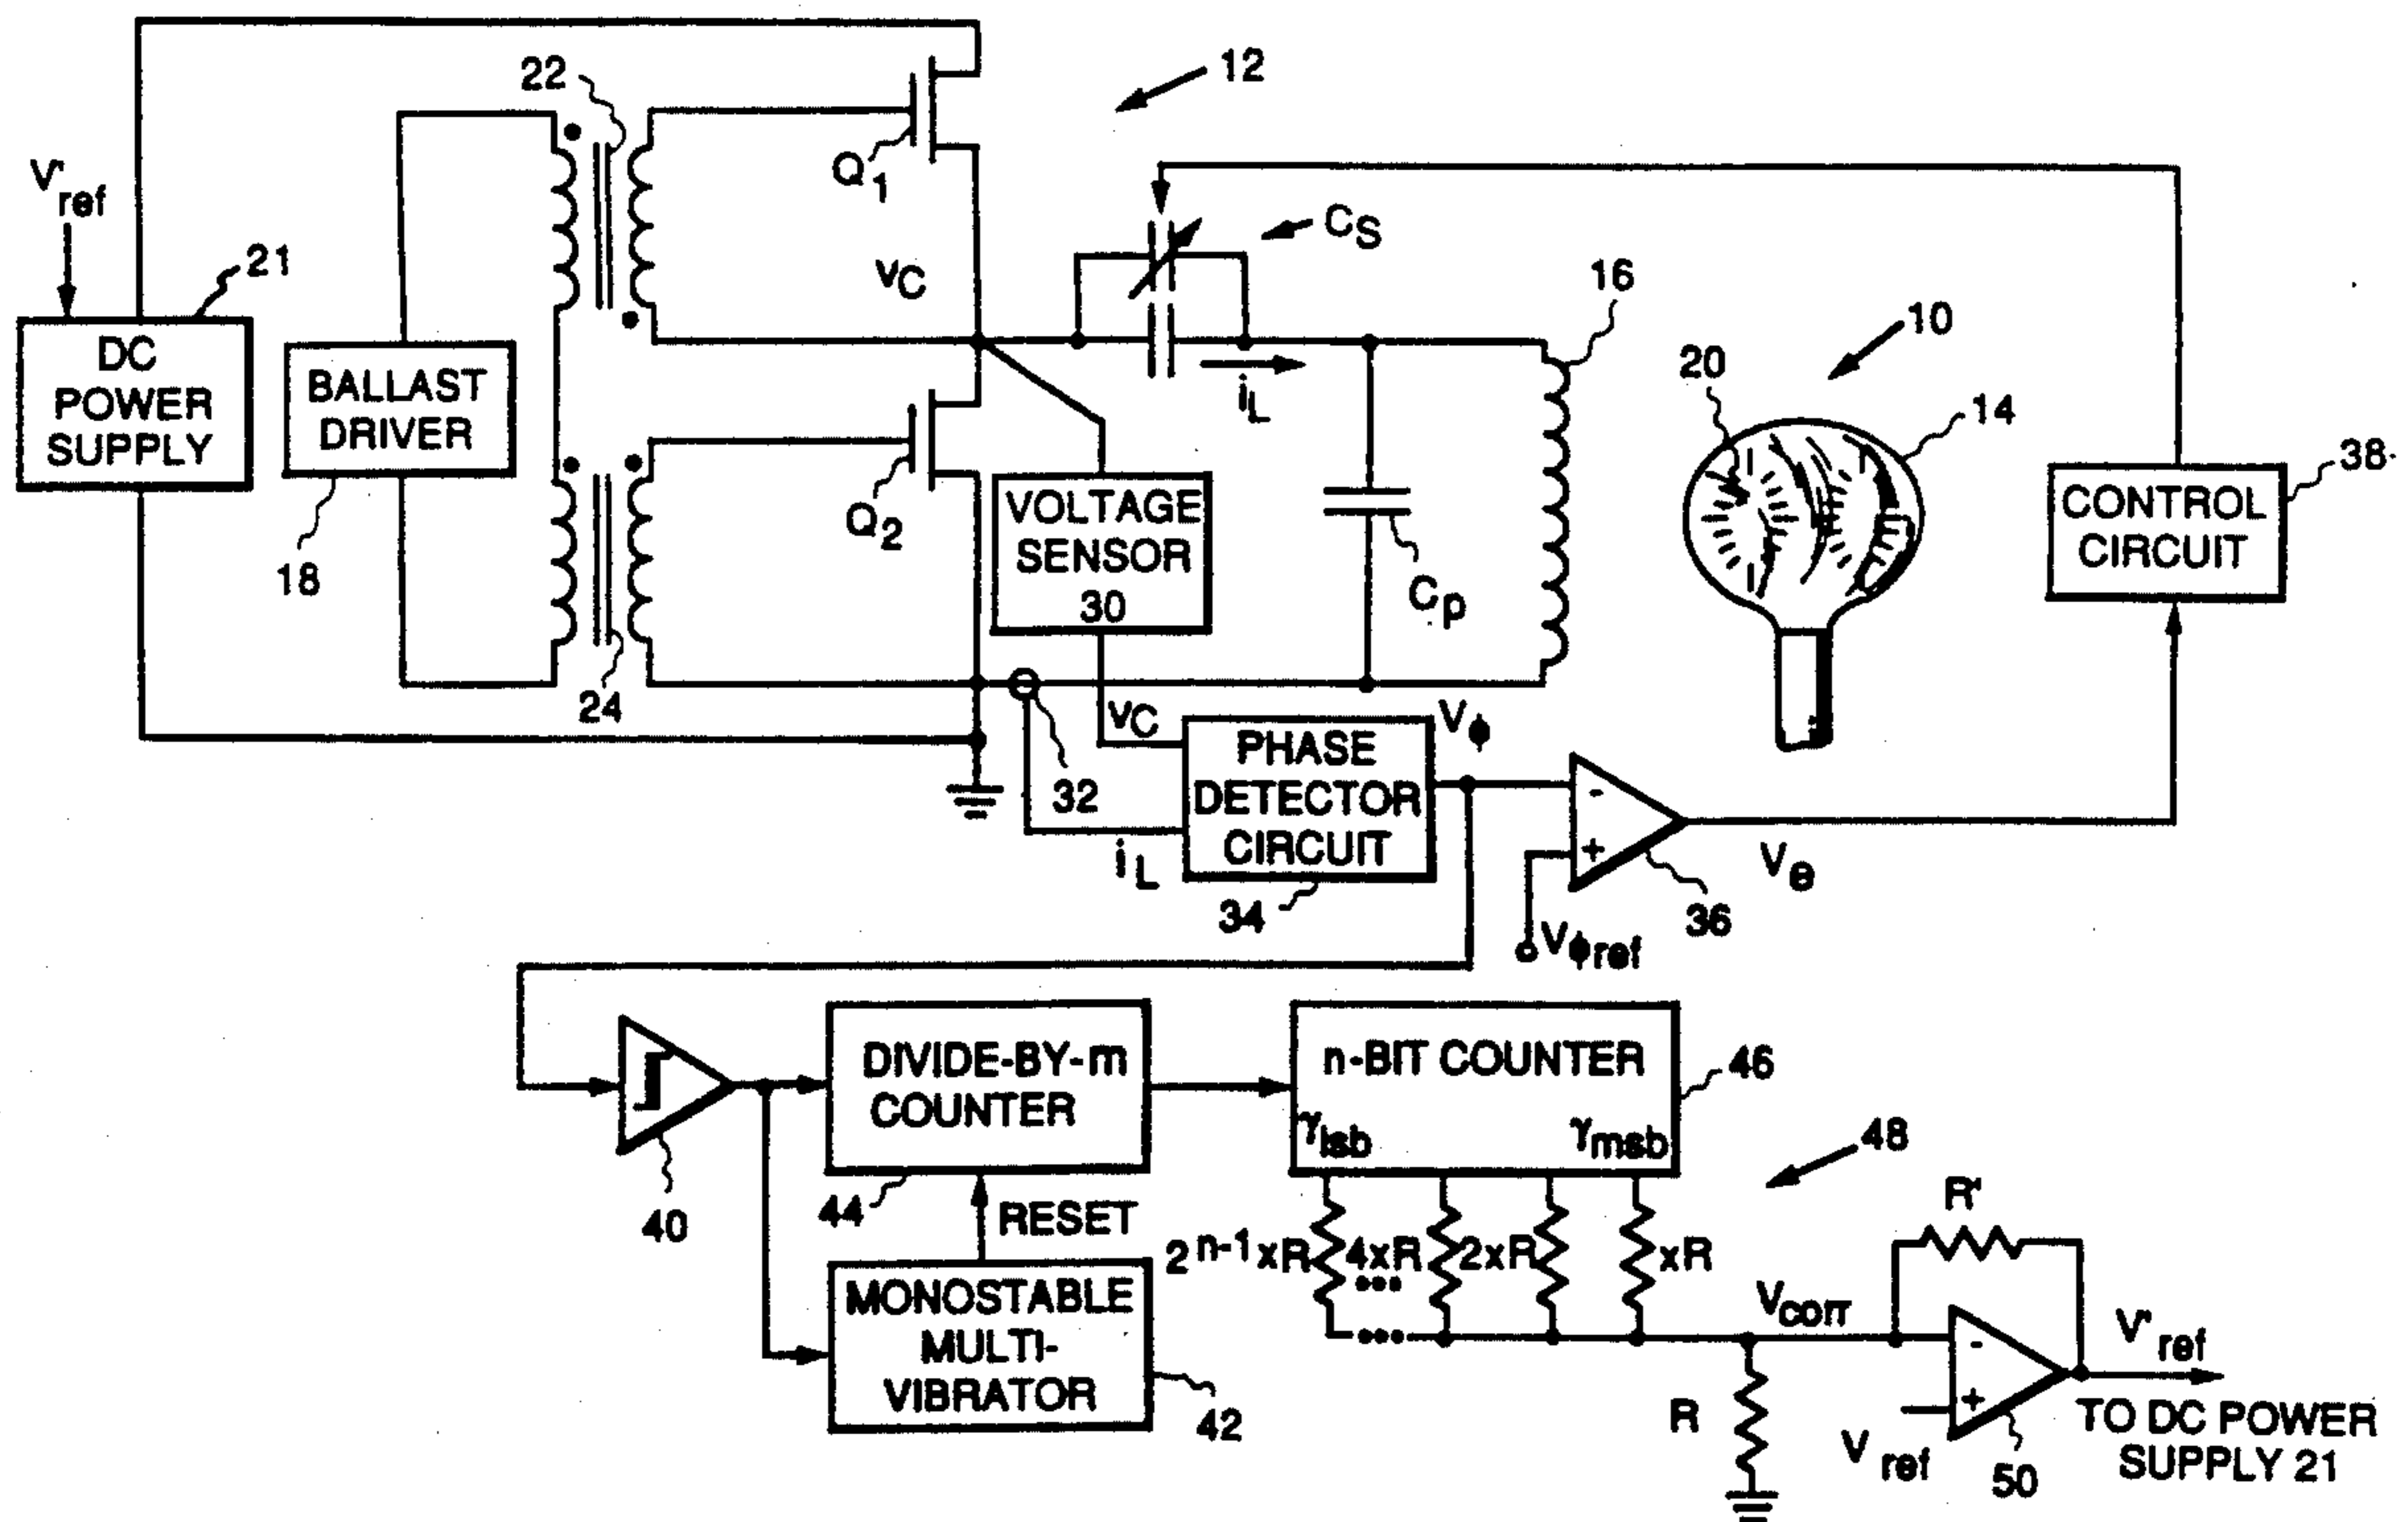 22
12
Q1
V'ref
21
CS
vC
16
DC
POWER
SUPPLY
BALLAST
DRIVER
iL
10
20
14
38
CONTROL
CIRCUIT
VOLTAGE
SENSOR
30
Q2
Cp
18
24
vC
Vϕ
PHASE
DETECTOR
CIRCUIT
32
-
+
iL
Ve
34
36
Vϕref
DIVIDE-BY-m
COUNTER
n-BIT COUNTER
46
γlsb
γmsb
48
40
44
RESET
R'
2^n-1xR
4xR
2xR
xR
MONOSTABLE
MULTI-
VIBRATOR
Vcorr
-
+
V'ref
42
R
Vref
50
TO DC POWER
SUPPLY 21